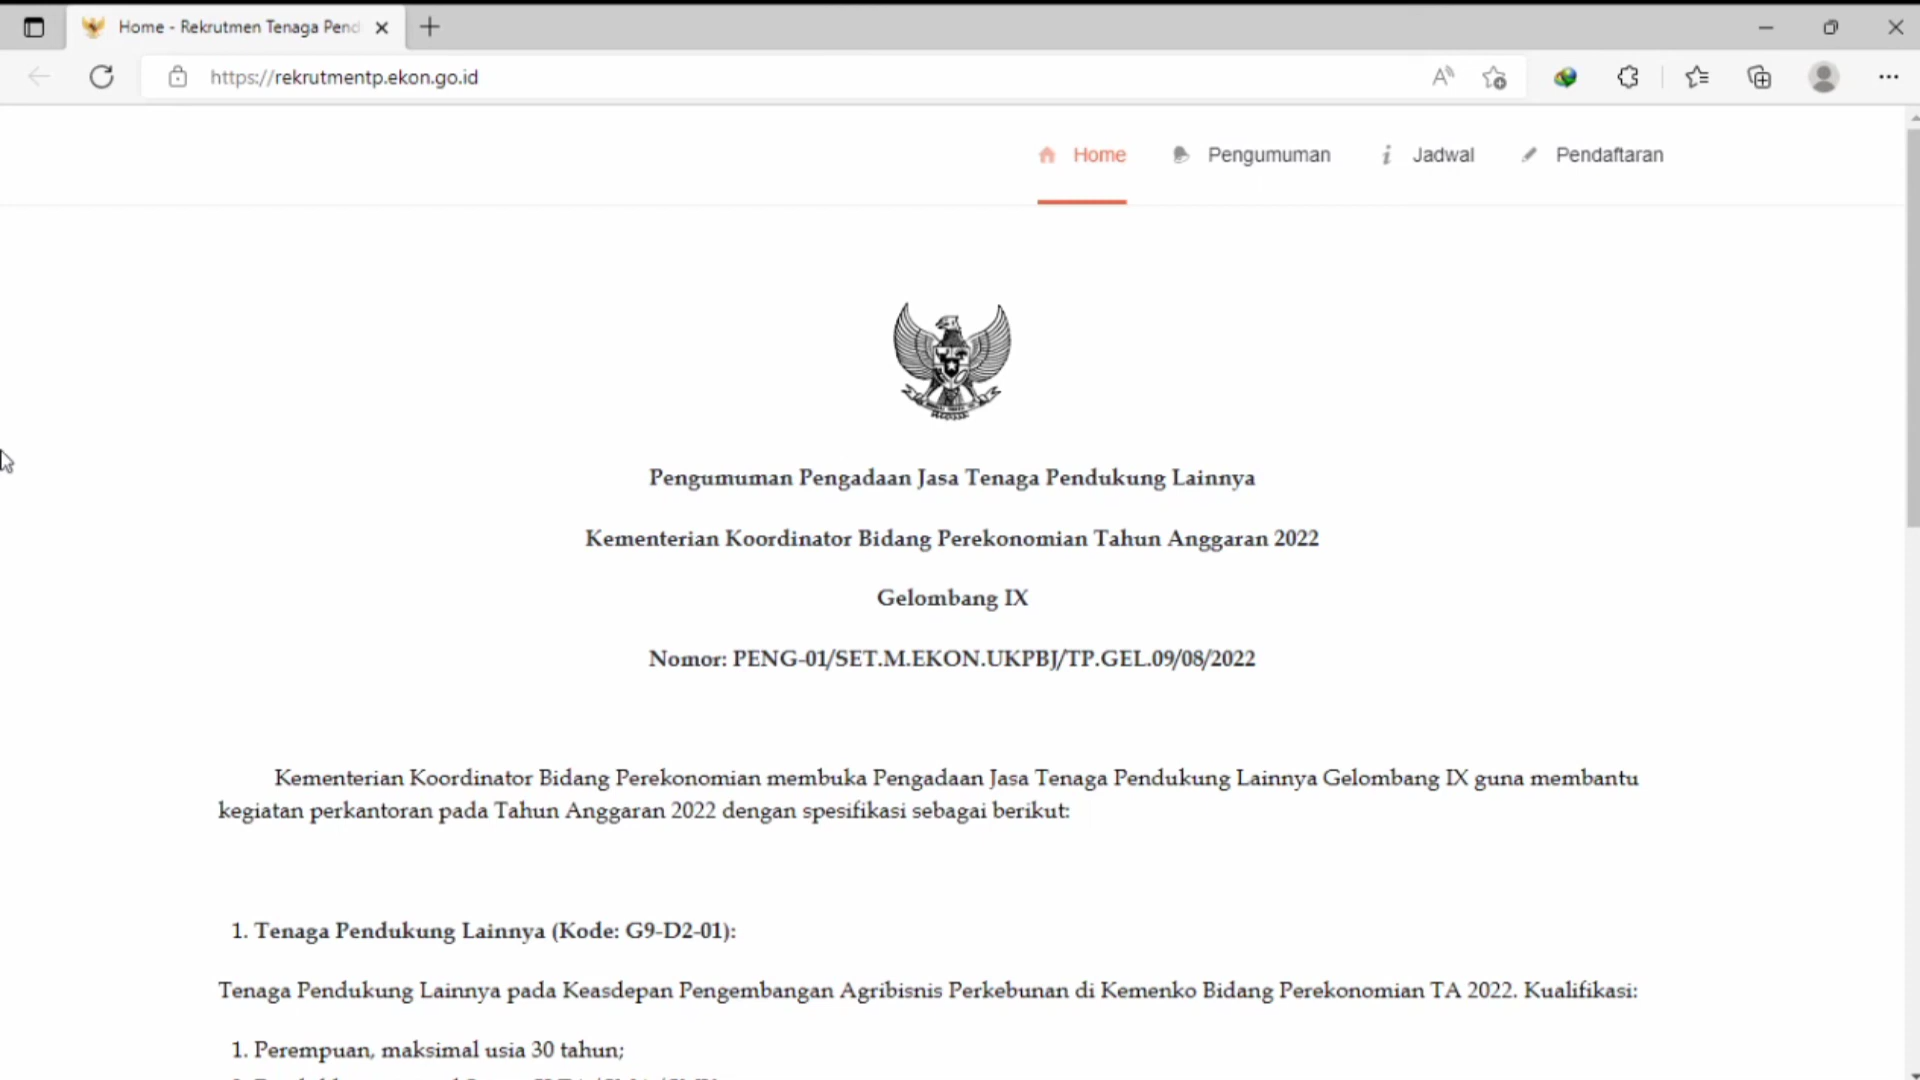 Home - Rekrutmen Tenaga Pend
https://rekrutmentp.ekon.go.id
Home Pengumuman Jadwal Pendaftaran
Pengumuman Pengadaan Jasa Tenaga Pendukung Lainnya
Kementerian Koordinator Bidang Perekonomian Tahun Anggaran 2022
Gelombang IX
Nomor: PENG-01/SET.M.EKON.UKPBJ/TP.GEL.09/08/2022
Kementerian Koordinator Bidang Perekonomian membuka Pengadaan Jasa Tenaga Pendukung Lainnya Gelombang IX guna membantu
kegiatan perkantoran pada Tahun Anggaran 2022 dengan spesifikasi sebagai berikut:
1. Tenaga Pendukung Lainnya (Kode: G9-D2-01):
Tenaga Pendukung Lainnya pada Keasdepan Pengembangan Agribisnis Perkebunan di Kemenko Bidang Perekonomian TA 2022. Kualifikasi:
1. Perempuan, maksimal usia 30 tahun;